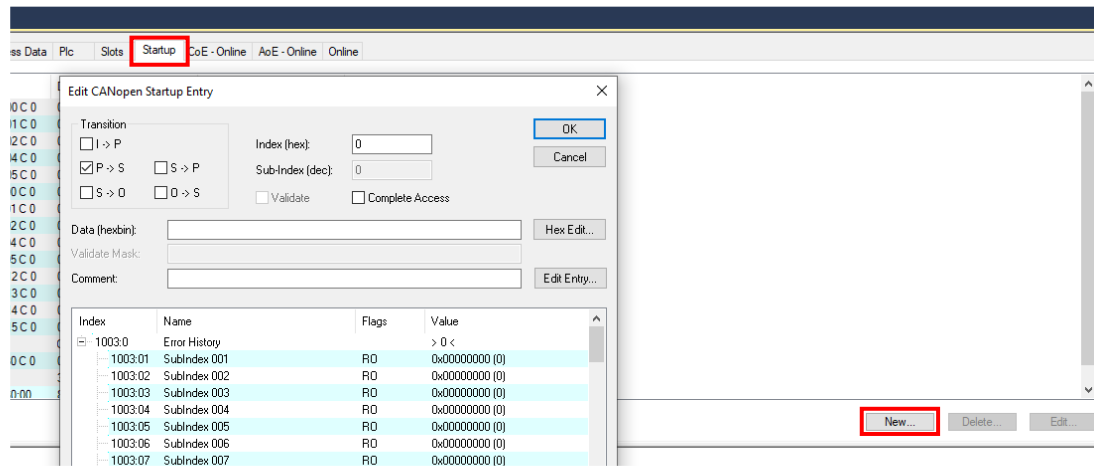 ss Data Plc Slots Startup CoE - Online AoE - Online Online
Edit CANopen Startup Entry
Transition
I -> P
P -> S S -> P
S -> O O -> S
Index (hex): 0
Sub-Index (dec): 0
Validate Complete Access
OK
Cancel
Data (hexbin): Hex Edit...
Validate Mask:
Comment: Edit Entry...
Index Name Flags Value
1003:0 Error History > 0 <
1003:01 SubIndex 001 RO 0x00000000 (0)
1003:02 SubIndex 002 RO 0x00000000 (0)
1003:03 SubIndex 003 RO 0x00000000 (0)
1003:04 SubIndex 004 RO 0x00000000 (0)
1003:05 SubIndex 005 RO 0x00000000 (0)
1003:06 SubIndex 006 RO 0x00000000 (0)
1003:07 SubIndex 007 RO 0x00000000 (0)
New... Delete... Edit...